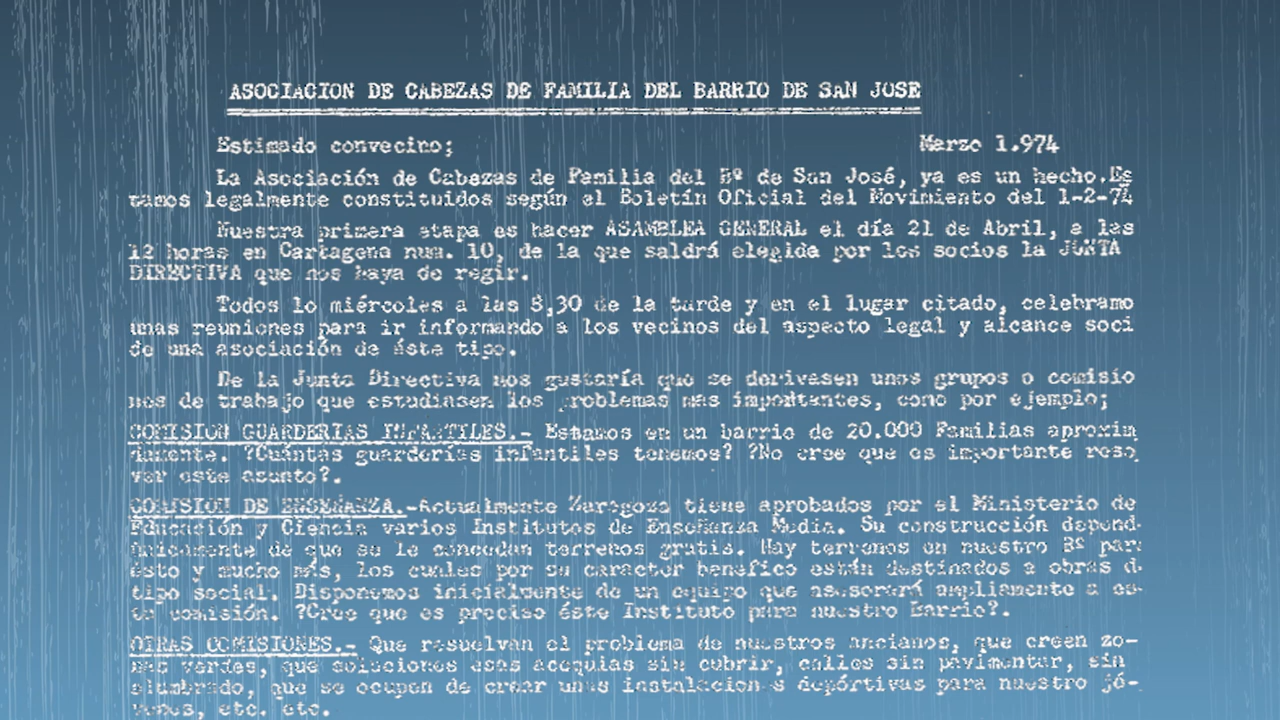 ASOCIACION DE CABEZAS DE FAMILIA DEL BARRIO DE SAN JOSE
Estimado convecino; Marzo 1.974
La Asociación de Cabezas de Familia del Bº de San José, ya es un hecho.Es
tamos legalmente constituidos según el Boletín Oficial del Movimiento del 1-2-74
Nuestra primera etapa es hacer ASAMBLEA GENERAL el día 21 de Abril, a las
12 horas en Cartagena num. 10, de la que saldrá elegida por los socios la JUNTA
DIRECTIVA que nos haya de regir.
Todos lo miércoles a las 8,30 de la tarde y en el lugar citado, celebramo
unas reuniones para ir informando a los vecinos del aspecto legal y alcance soci
de una asociación de éste tipo.
De la Junta Directiva nos gustaría que se derivasen unos grupos o comisio
nes de trabajo que estudiasen los problemas mas importantes, como por ejemplo;
COMISION GUARDERIAS INFANTILES.- Estamos en un barrio de 20.000 Familias aproxim
damente. ?Cuántas guarderías infantiles tenemos? ?No cree que es importante reso
ver este asunto?.
COMISION DE ENSEÑANZA.-Actualmente Zaragoza tiene aprobados por el Ministerio de
Educación y Ciencia varios Institutos de Enseñanza Media. Su construcción depend
únicamente de que se le concedan terrenos gratis. Hay terrenos en nuestro Bº par
ésto y mucho más, los cuales por su caracter benéfico están destinados a obras d
tipo social. Disponemos inicialmente de un equipo que asesorará ampliamente a es-
ta comisión. ?Cree que es preciso éste Instituto para nuestro Barrio?.
OTRAS COMISIONES.- Que resuelvan el problema de nuestros ancianos, que creen zo-
nas verdes, que solucionen esas acequias sin cubrir, calles sin pavimentar, sin
alumbrado, que se ocupen de crear unas instalaciones depórtivas para nuestro jó-
venes, etc. etc.